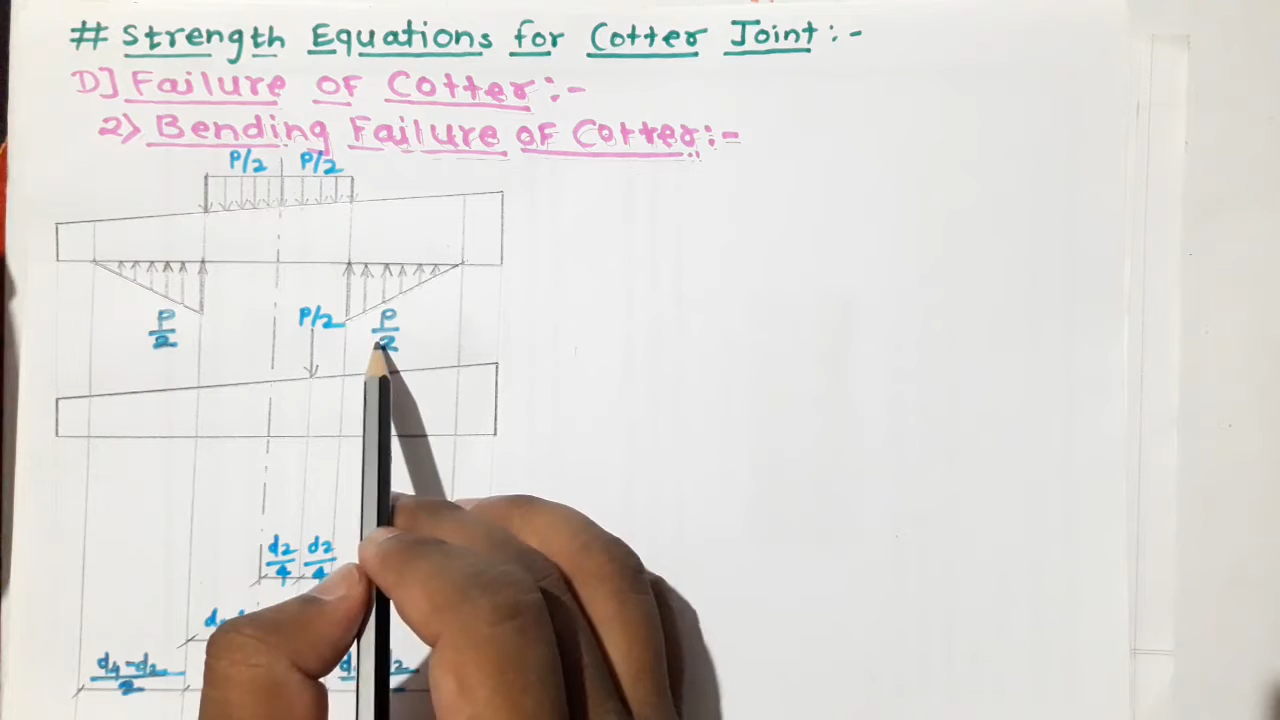 # Strength Equations for Cotter Joint:-
D] Failure of Cotter:-
2) Bending Failure of Cotter:-
P/2 P/2
P/2 P/2 P/2
d2/4 d2/4
d4-d2/2